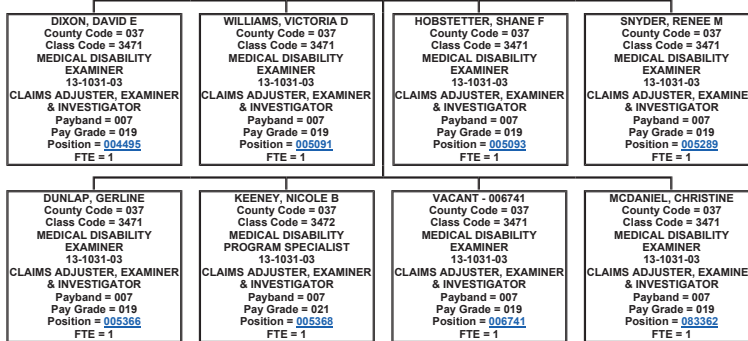 DIXON, DAVID E
County Code = 037
Class Code = 3471
MEDICAL DISABILITY
EXAMINER
13-1031-03
CLAIMS ADJUSTER, EXAMINER
& INVESTIGATOR
Payband = 007
Pay Grade = 019
Position = 004495
FTE = 1
WILLIAMS, VICTORIA D
County Code = 037
Class Code = 3471
MEDICAL DISABILITY
EXAMINER
13-1031-03
CLAIMS ADJUSTER, EXAMINER
& INVESTIGATOR
Payband = 007
Pay Grade = 019
Position = 005091
FTE = 1
HOBSTETTER, SHANE F
County Code = 037
Class Code = 3471
MEDICAL DISABILITY
EXAMINER
13-1031-03
CLAIMS ADJUSTER, EXAMINER
& INVESTIGATOR
Payband = 007
Pay Grade = 019
Position = 005093
FTE = 1
SNYDER, RENEE M
County Code = 037
Class Code = 3471
MEDICAL DISABILITY
EXAMINER
13-1031-03
CLAIMS ADJUSTER, EXAMINE
& INVESTIGATOR
Payband = 007
Pay Grade = 019
Position = 005289
FTE = 1
DUNLAP, GERLINE
County Code = 037
Class Code = 3471
MEDICAL DISABILITY
EXAMINER
13-1031-03
CLAIMS ADJUSTER, EXAMINER
& INVESTIGATOR
Payband = 007
Pay Grade = 019
Position = 005366
FTE = 1
KEENEY, NICOLE B
County Code = 037
Class Code = 3472
MEDICAL DISABILITY
PROGRAM SPECIALIST
13-1031-03
CLAIMS ADJUSTER, EXAMINER
& INVESTIGATOR
Payband = 007
Pay Grade = 021
Position = 005368
FTE = 1
VACANT - 006741
County Code = 037
Class Code = 3471
MEDICAL DISABILITY
EXAMINER
13-1031-03
CLAIMS ADJUSTER, EXAMINER
& INVESTIGATOR
Payband = 007
Pay Grade = 019
Position = 006741
FTE = 1
MCDANIEL, CHRISTINE
County Code = 037
Class Code = 3471
MEDICAL DISABILITY
EXAMINER
13-1031-03
CLAIMS ADJUSTER, EXAMINE
& INVESTIGATOR
Payband = 007
Pay Grade = 019
Position = 083362
FTE = 1